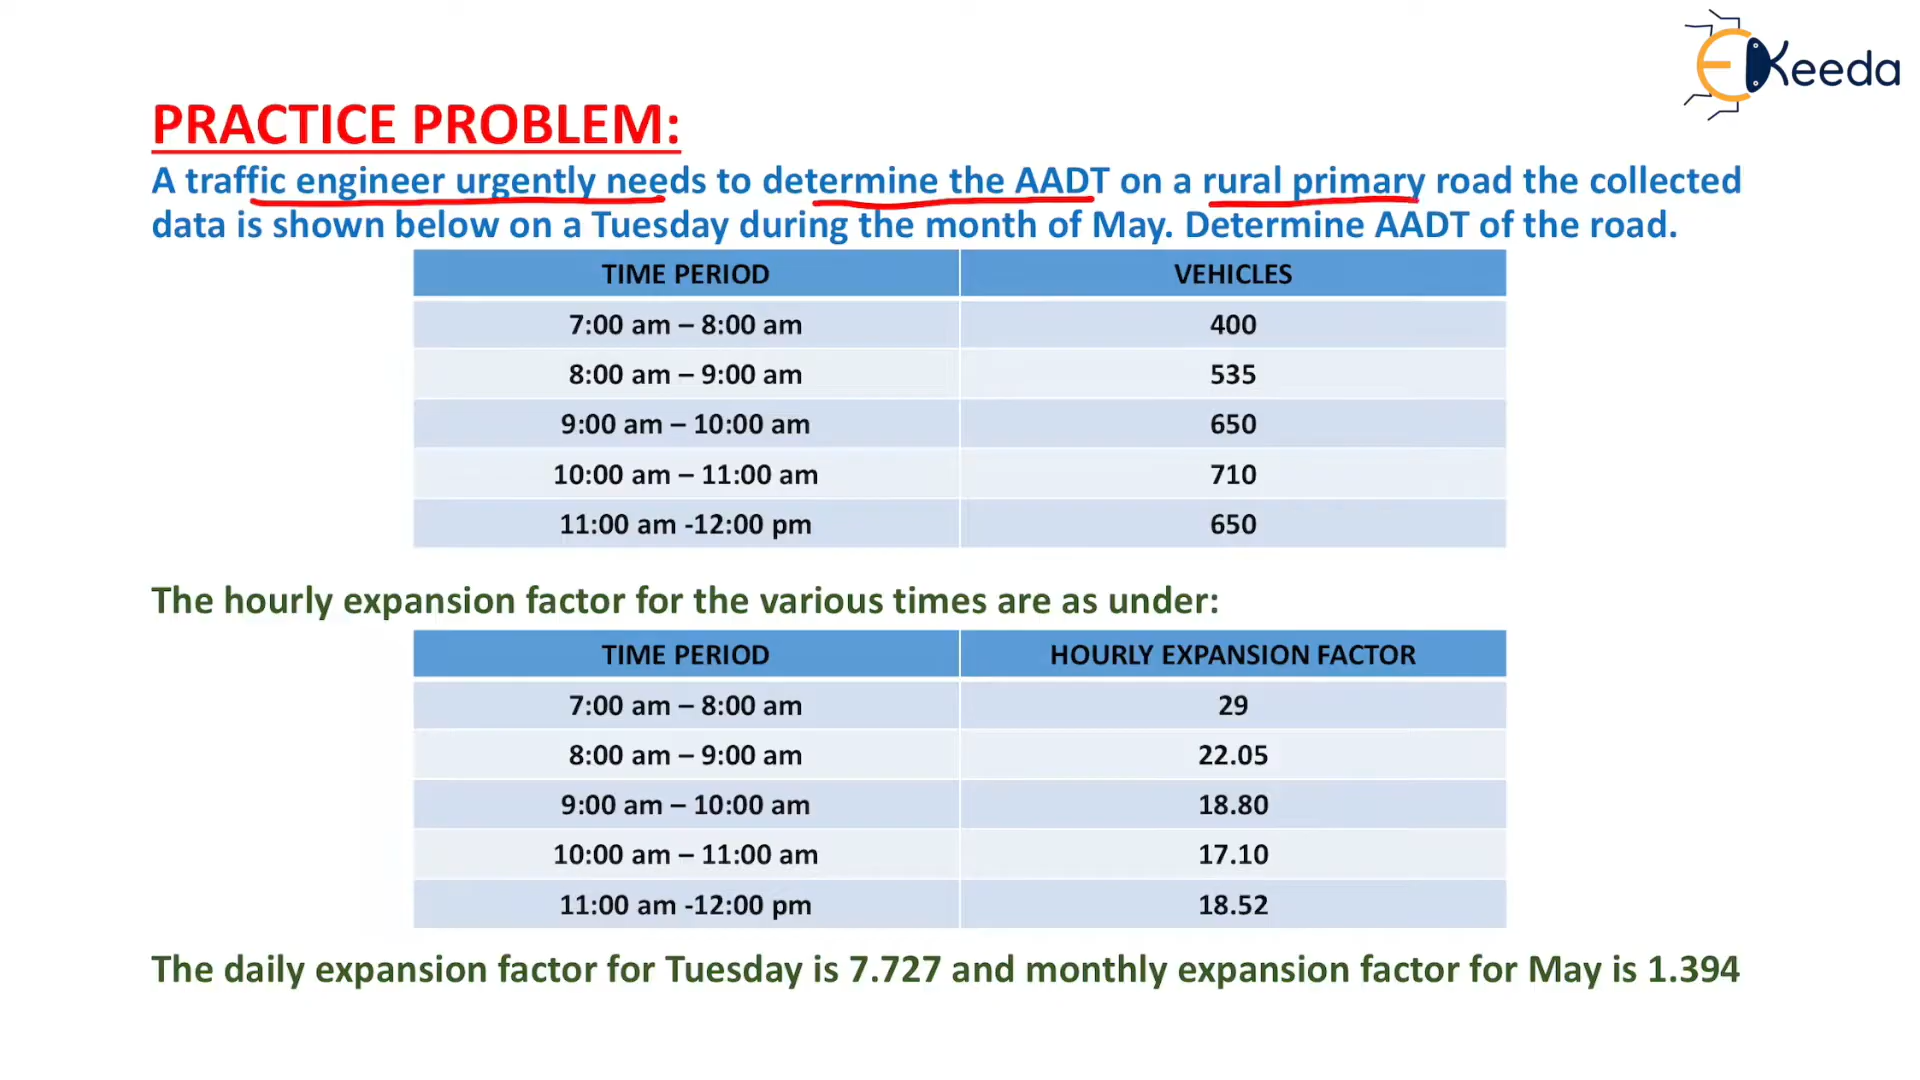 EKeeda
PRACTICE PROBLEM:
A traffic engineer urgently needs to determine the AADT on a rural primary road the collected
data is shown below on a Tuesday during the month of May. Determine AADT of the road.
TIME PERIOD VEHICLES
7:00 am – 8:00 am 400
8:00 am – 9:00 am 535
9:00 am – 10:00 am 650
10:00 am – 11:00 am 710
11:00 am -12:00 pm 650
The hourly expansion factor for the various times are as under:
TIME PERIOD HOURLY EXPANSION FACTOR
7:00 am – 8:00 am 29
8:00 am – 9:00 am 22.05
9:00 am – 10:00 am 18.80
10:00 am – 11:00 am 17.10
11:00 am -12:00 pm 18.52
The daily expansion factor for Tuesday is 7.727 and monthly expansion factor for May is 1.394